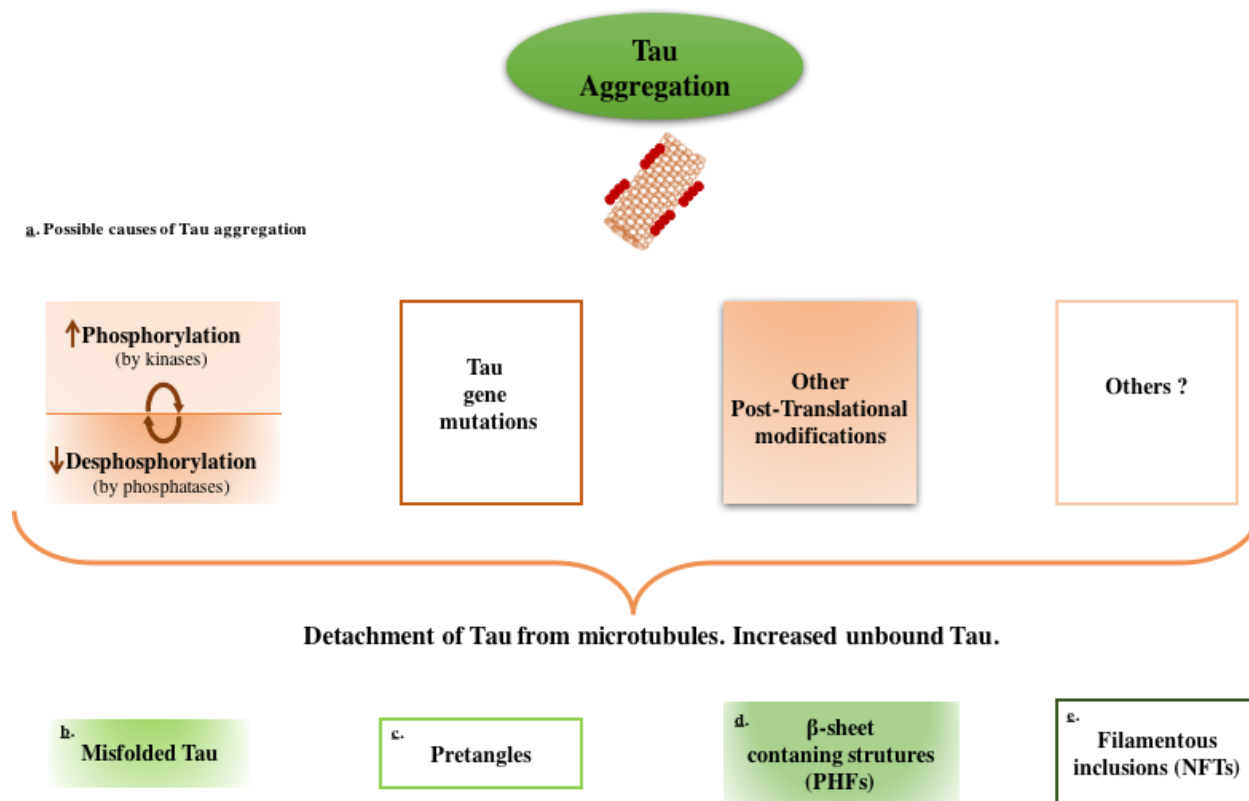 Tau
Aggregation
a. Possible causes of Tau aggregation
↑Phosphorylation
(by kinases)
↓Desphosphorylation
(by phosphatases)
Tau
gene
mutations
Other
Post-Translational
modifications
Others ?
Detachment of Tau from microtubules. Increased unbound Tau.
b.
Misfolded Tau
c.
Pretangles
d.
β-sheet
contaning strutures
(PHFs)
e.
Filamentous
inclusions (NFTs)